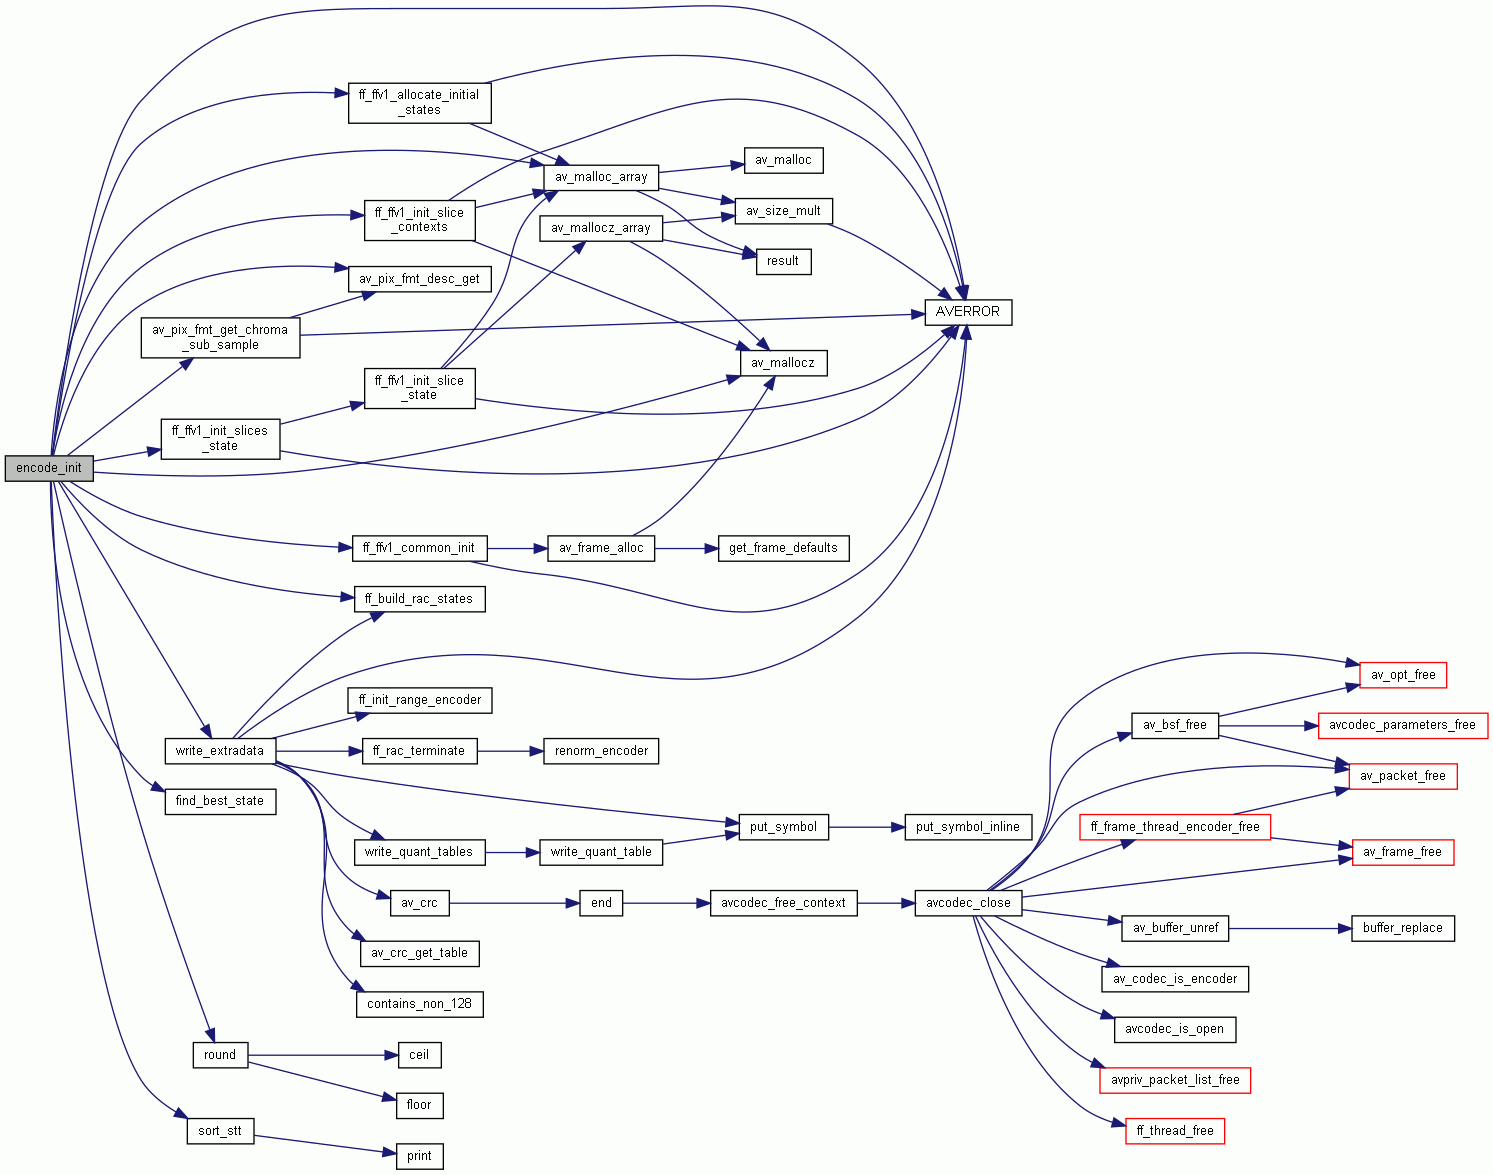 ff_ffv1_allocate_initial
_states
av_malloc
av_malloc_array
av_size_mult
ff_ffv1_init_slice
_contexts
av_mallocz_array
result
av_pix_fmt_desc_get
AVERROR
av_pix_fmt_get_chroma
_sub_sample
av_mallocz
ff_ffv1_init_slice
_state
ff_ffv1_init_slices
_state
encode_init
ff_ffv1_common_init
av_frame_alloc
get_frame_defaults
ff_build_rac_states
av_opt_free
ff_init_range_encoder
av_bsf_free
avcodec_parameters_free
write_extradata
ff_rac_terminate
renorm_encoder
av_packet_free
find_best_state
put_symbol
put_symbol_inline
ff_frame_thread_encoder_free
write_quant_tables
write_quant_table
av_frame_free
av_crc
end
avcodec_free_context
avcodec_close
av_buffer_unref
buffer_replace
av_crc_get_table
av_codec_is_encoder
contains_non_128
avcodec_is_open
round
ceil
avpriv_packet_list_free
floor
sort_stt
ff_thread_free
print